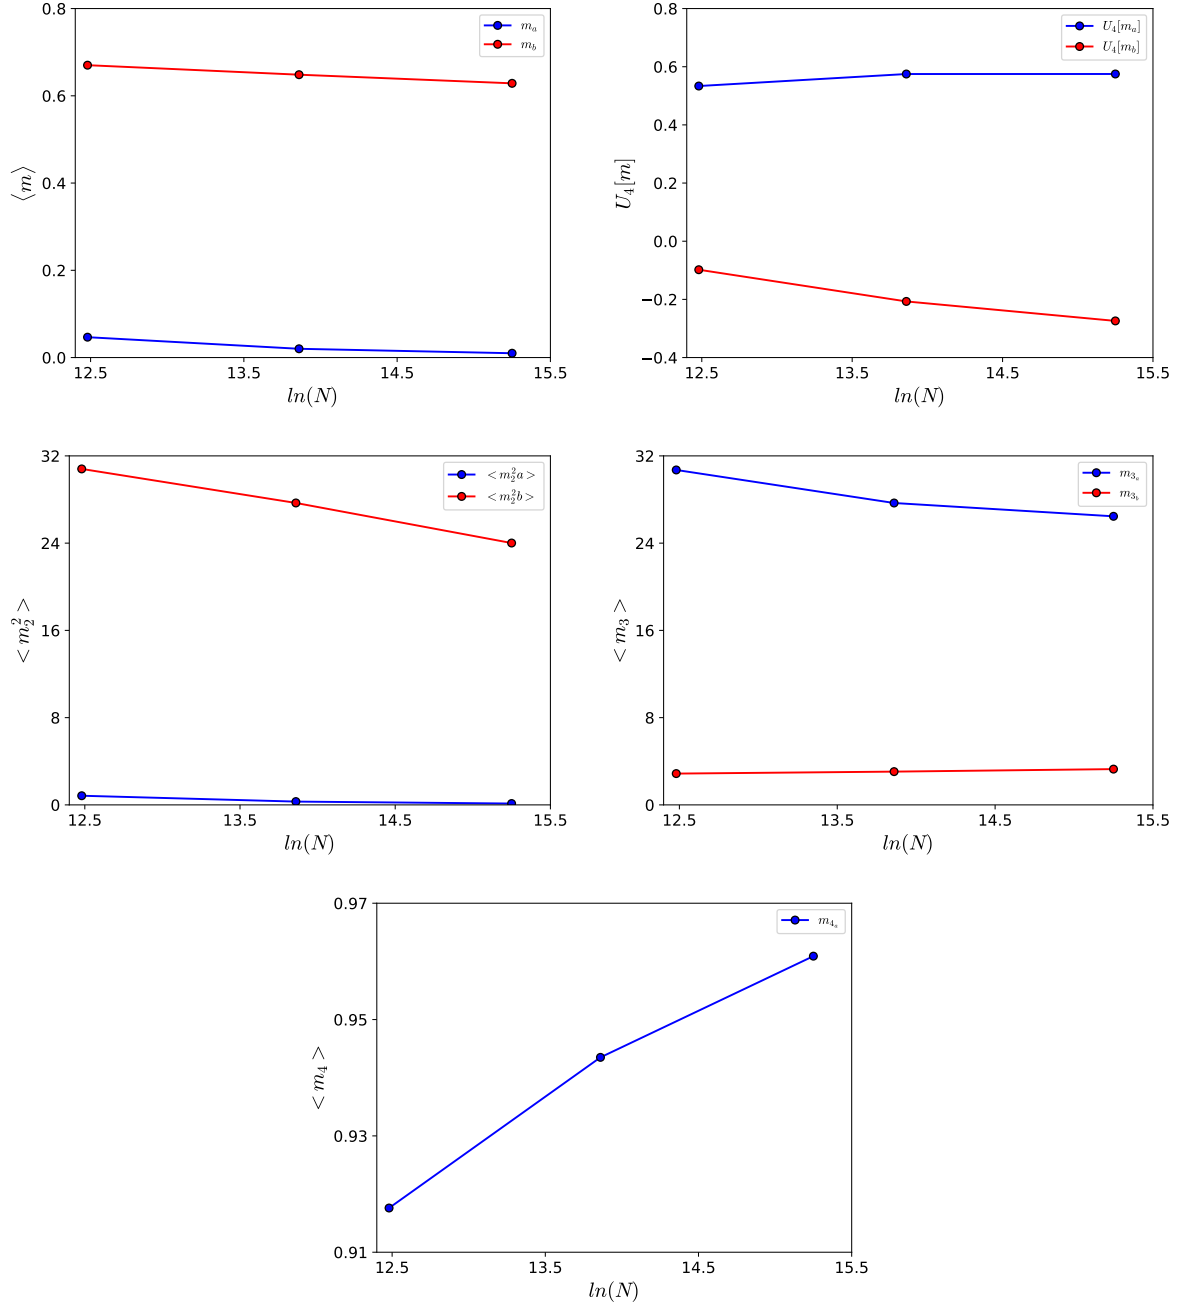 0.8
0.6
0.4
0.2
0.0
⟨m⟩
12.5 13.5 14.5 15.5
ln(N)
m_a
m_b
0.8
0.6
0.4
0.2
0.0
−0.2
−0.4
U_4[m]
12.5 13.5 14.5 15.5
ln(N)
U_4[m_a]
U_4[m_b]
32
24
16
8
0
< m_2^2 >
12.5 13.5 14.5 15.5
ln(N)
< m_2^2 a >
< m_2^2 b >
32
24
16
8
0
< m_3 >
12.5 13.5 14.5 15.5
ln(N)
m_{3_a}
m_{3_b}
0.97
0.95
0.93
0.91
< m_4 >
12.5 13.5 14.5 15.5
ln(N)
m_{4_a}